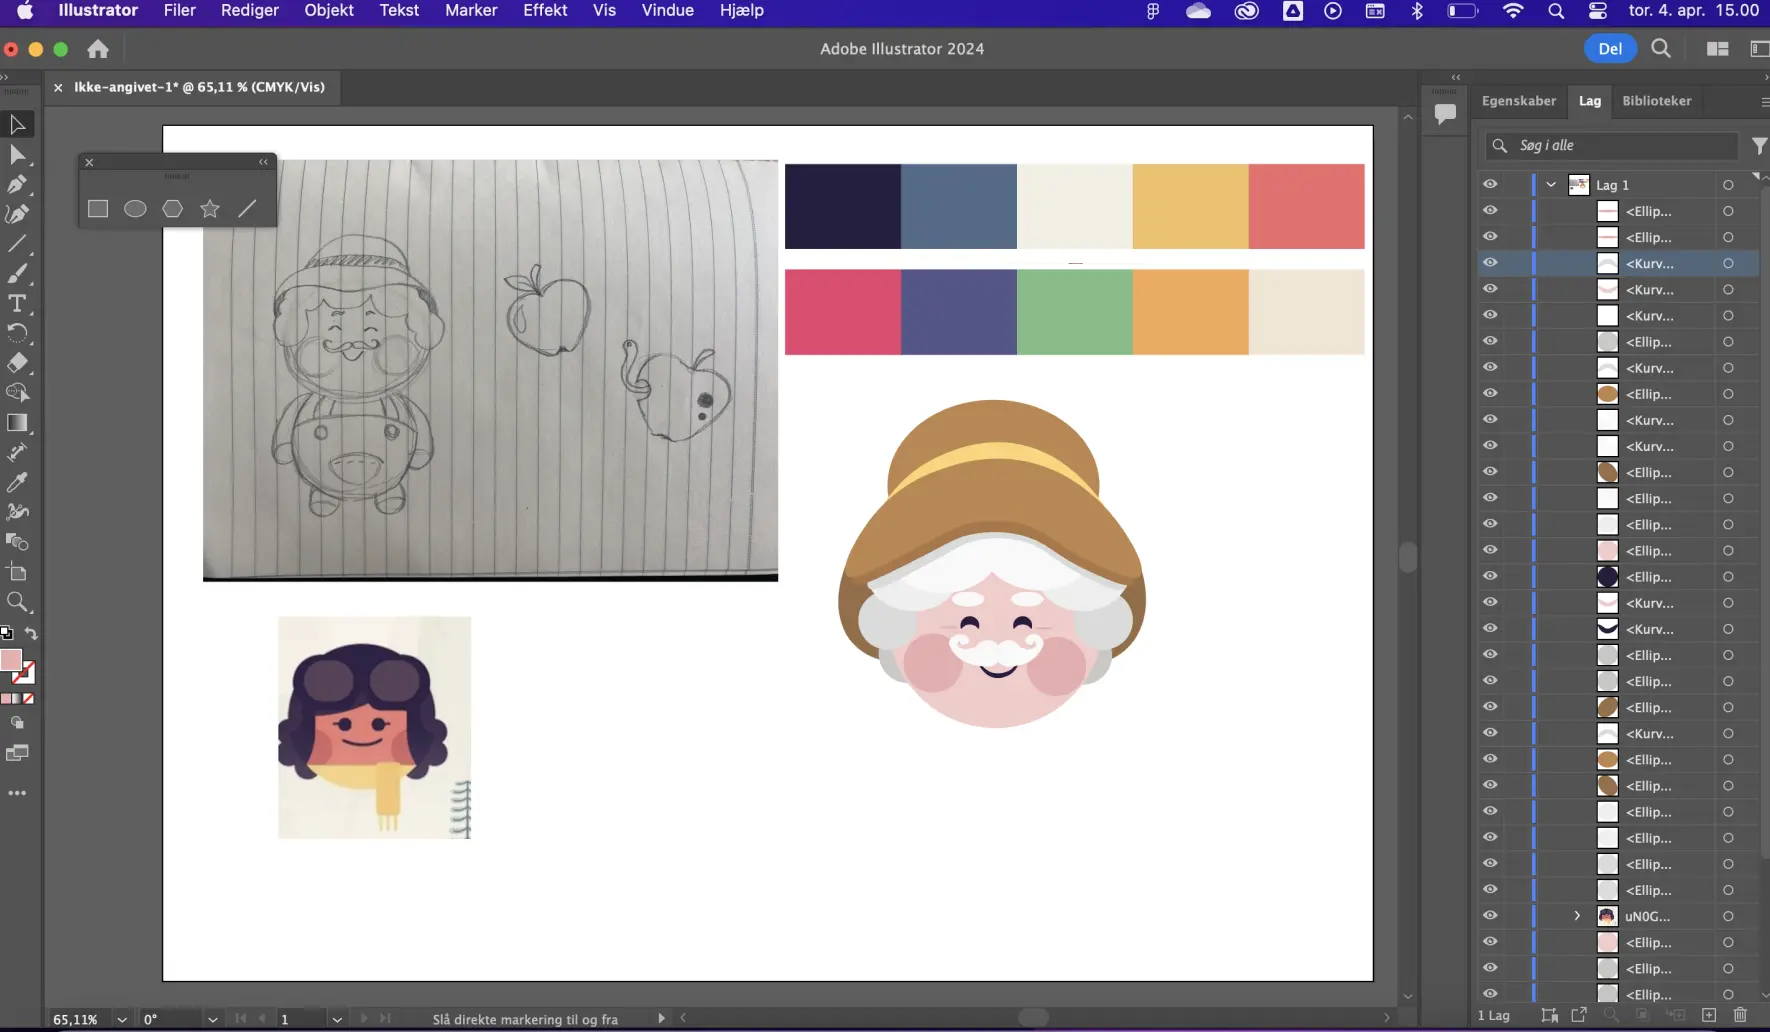 Illustrator Filer Rediger Objekt Tekst Marker Effekt Vis Vindue Hjælp tor. 4. apr. 15.00
Adobe Illustrator 2024
Del
Ikke-angivet-1* @ 65,11 % (CMYK/Vis)
Egenskaber Lag Biblioteker
Søg i alle
Lag 1
<Ellip...
<Ellip...
<Kurv...
<Kurv...
<Kurv...
<Ellip...
<Kurv...
<Ellip...
<Kurv...
<Kurv...
<Ellip...
<Ellip...
<Ellip...
<Ellip...
<Ellip...
<Kurv...
<Kurv...
<Ellip...
<Ellip...
<Ellip...
<Kurv...
<Ellip...
<Ellip...
<Ellip...
<Ellip...
<Ellip...
<Ellip...
uN0G...
<Ellip...
<Ellip...
<Ellip...
65,11% 0° 1 Slå direkte markering til og fra
1 Lag